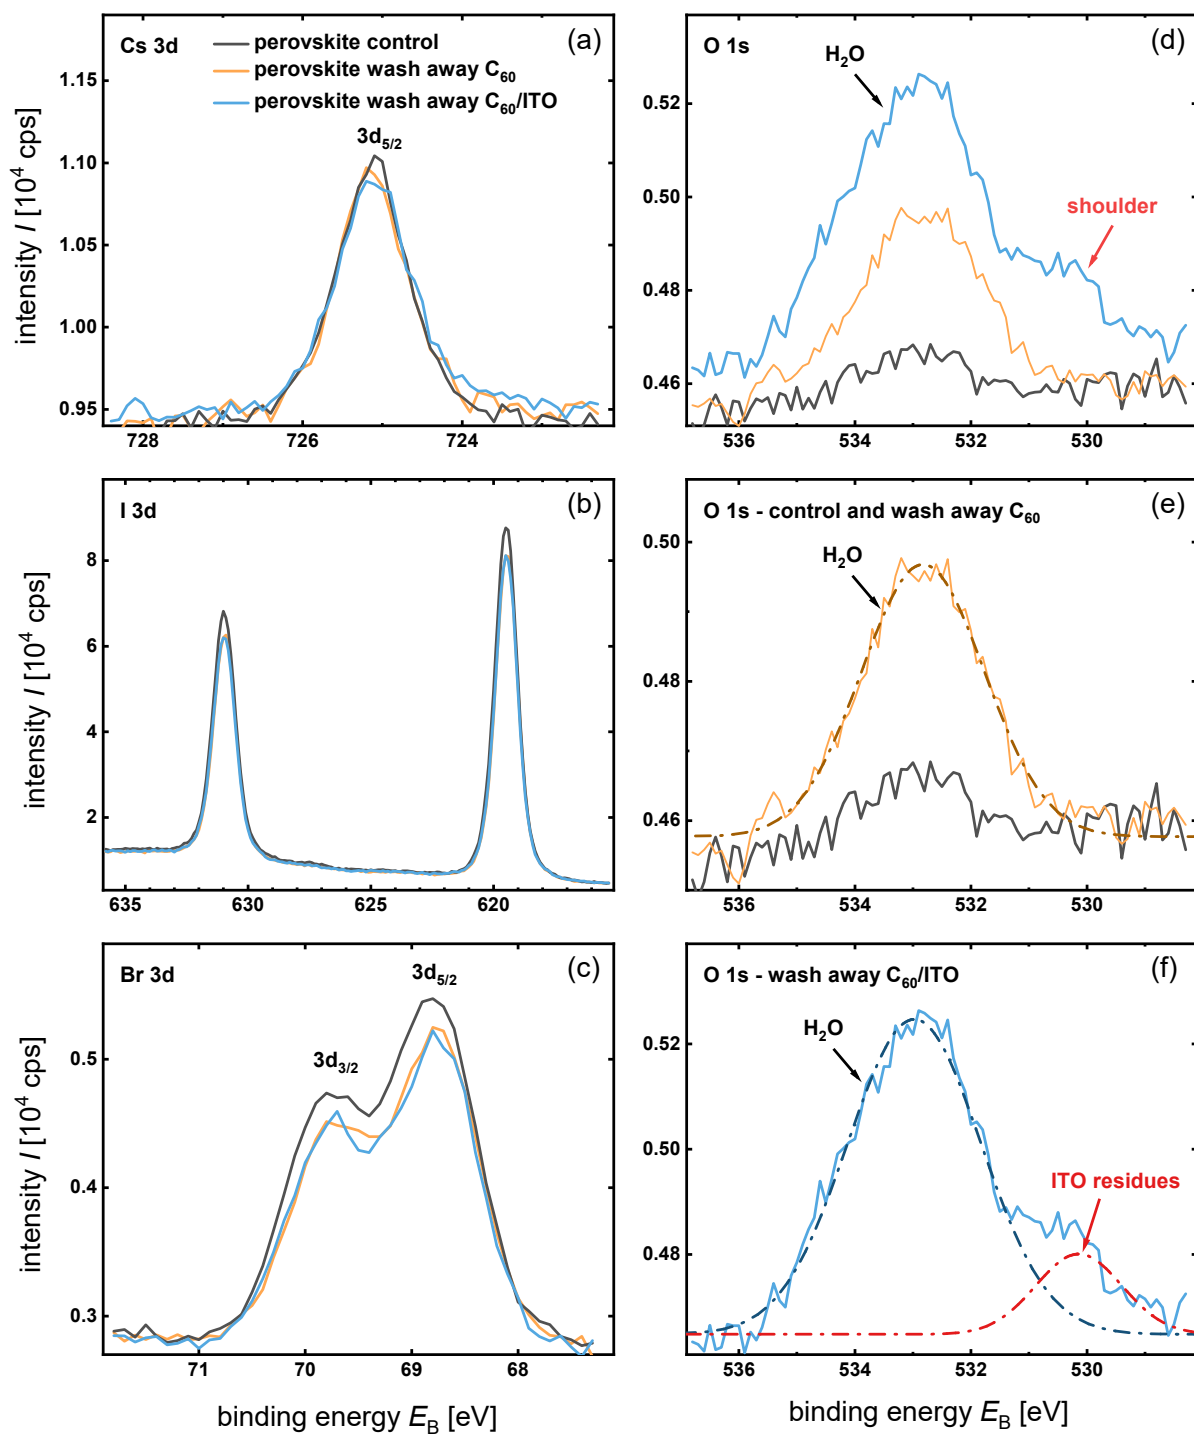 Cs 3d
perovskite control
perovskite wash away C60
perovskite wash away C60/ITO
(a)
3d5/2
1.15
1.10
1.05
1.00
0.95
728
726
724
intensity I [10^4 cps]
I 3d
(b)
8
6
4
2
635
630
625
620
intensity I [10^4 cps]
Br 3d
(c)
3d5/2
3d3/2
0.5
0.4
0.3
71
70
69
68
intensity I [10^4 cps]
binding energy EB [eV]
O 1s
(d)
H2O
shoulder
0.52
0.50
0.48
0.46
536
534
532
530
O 1s - control and wash away C60
(e)
H2O
0.50
0.48
0.46
536
534
532
530
O 1s - wash away C60/ITO
(f)
H2O
ITO residues
0.52
0.50
0.48
536
534
532
530
binding energy EB [eV]